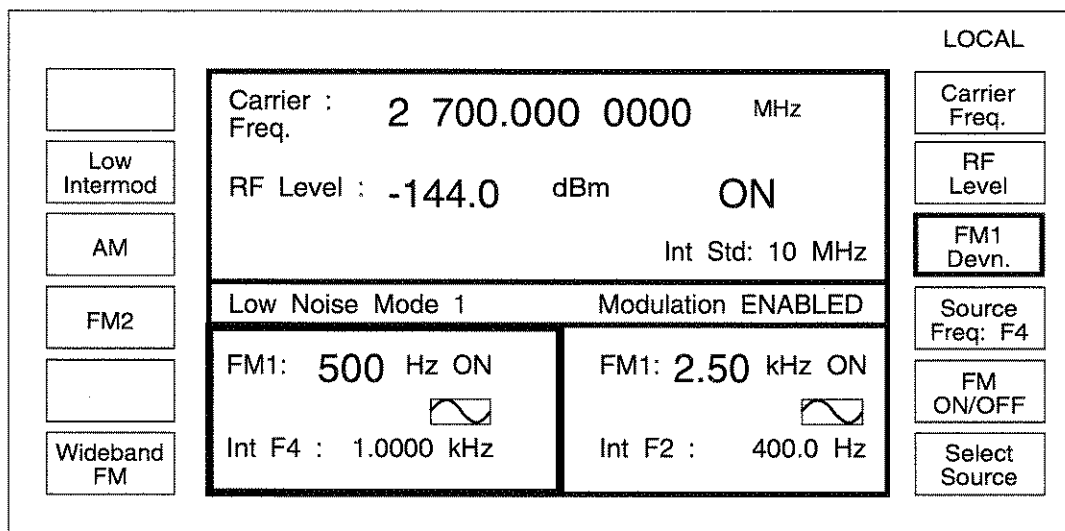 LOCAL
Low
Intermod
AM
FM2
Wideband
FM
Carrier :
Freq.
2 700.000 0000 MHz
RF Level : -144.0 dBm ON
Int Std: 10 MHz
Low Noise Mode 1 Modulation ENABLED
FM1: 500 Hz ON
Int F4 : 1.0000 kHz
FM1: 2.50 kHz ON
Int F2 : 400.0 Hz
Carrier
Freq.
RF
Level
FM1
Devn.
Source
Freq: F4
FM
ON/OFF
Select
Source